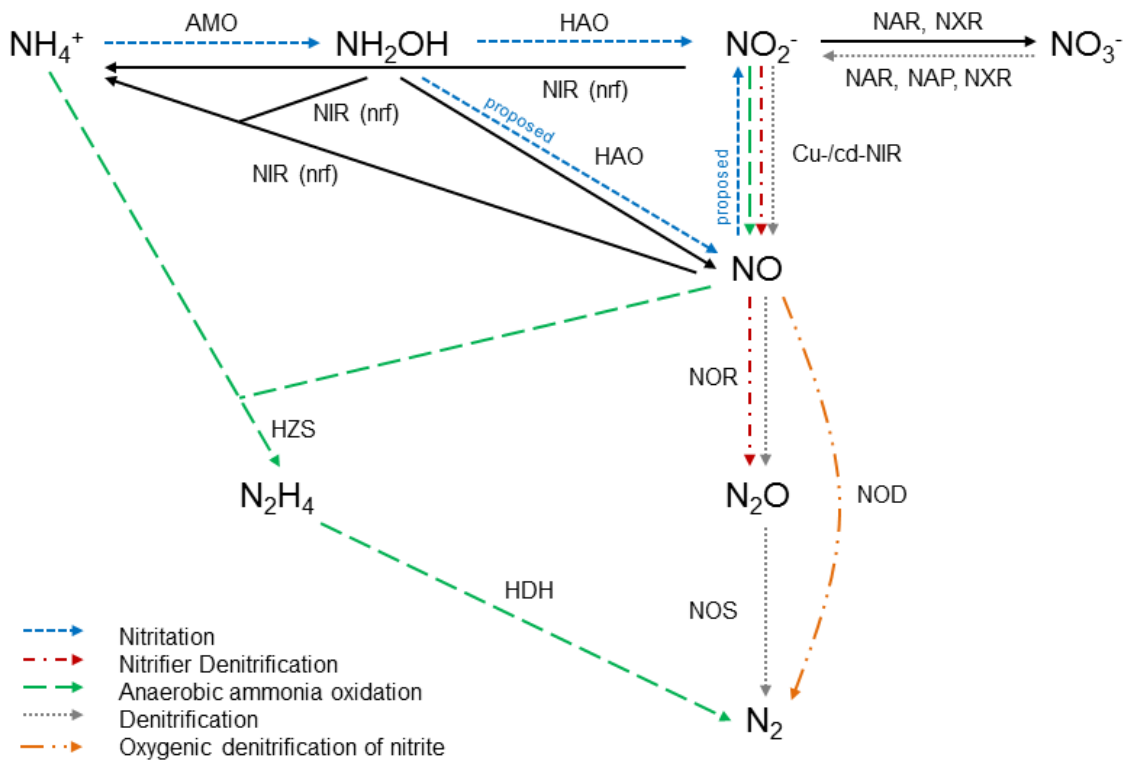 AMO
HAO
NAR, NXR
NH₄⁺
NH₂OH
NO₂⁻
NO₃⁻
NIR (nrf)
NAR, NAP, NXR
NIR (nrf)
proposed
HAO
proposed
Cu-/cd-NIR
NIR (nrf)
NO
NOR
HZS
N₂H₄
N₂O
NOD
HDH
NOS
Nitritation
Nitrifier Denitrification
Anaerobic ammonia oxidation
Denitrification
Oxygenic denitrification of nitrite
N₂